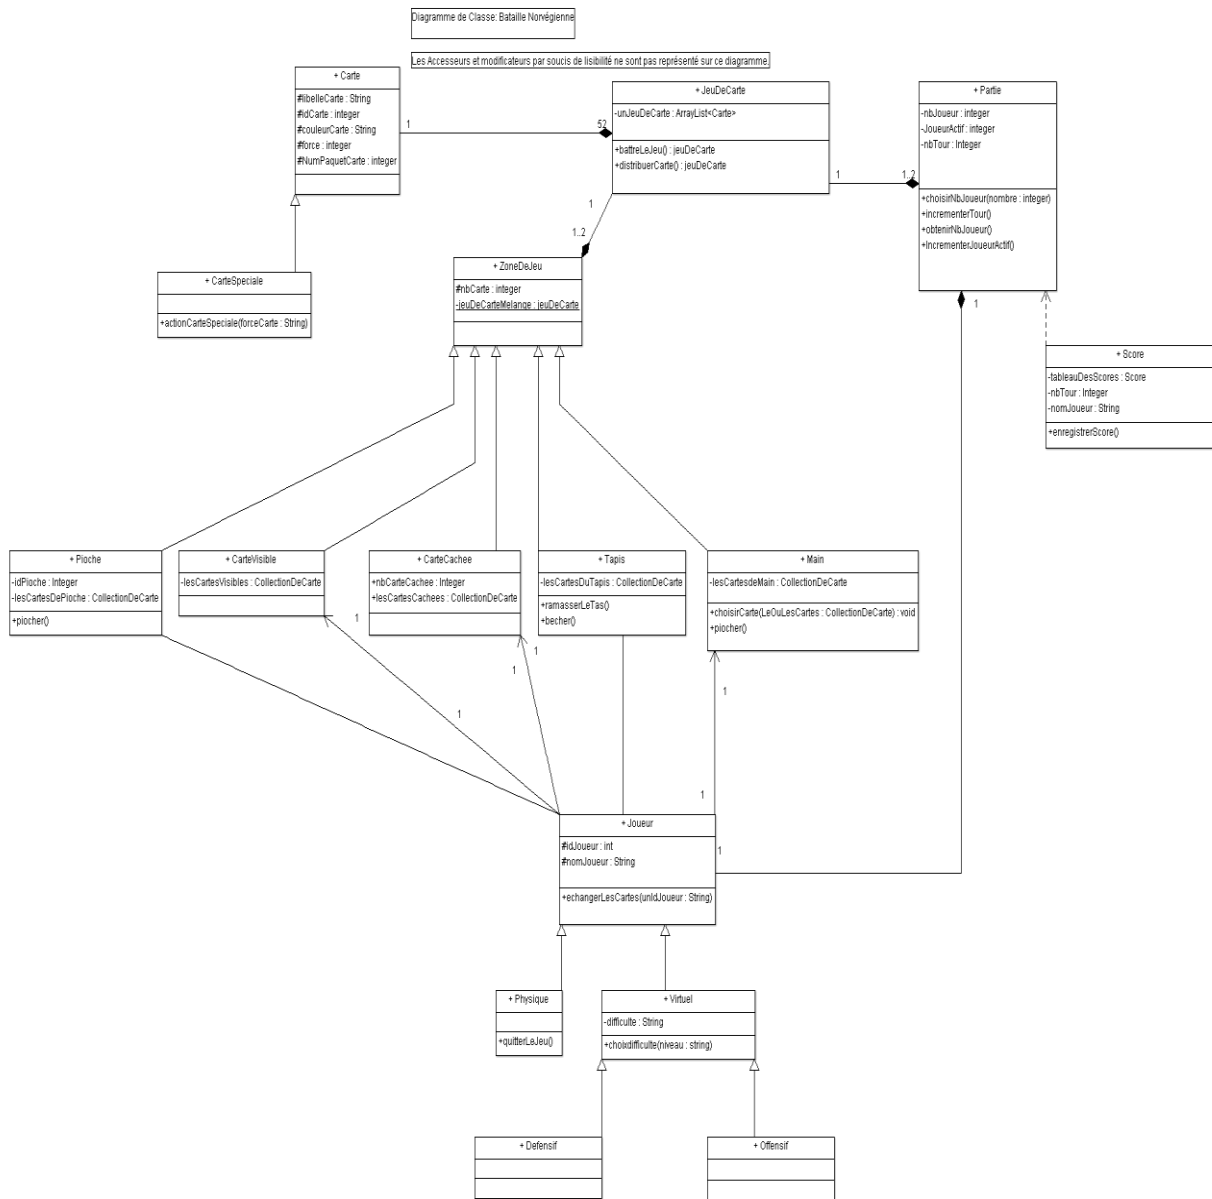 Diagramme de Classe: Bataille Norvégienne
Les Accesseurs et modificateurs par soucis de lisibilité ne sont pas représenté sur ce diagramme.
+ Carte
#libelleCarte : String
#idCarte : integer
#couleurCarte : String
#force : integer
#NumPaquetCarte : integer
1
52
+ JeuDeCarte
-unJeuDeCarte : ArrayList<Carte>
+battreLeJeu() : jeuDeCarte
+distribuerCarte() : jeuDeCarte
1
1..2
+ Partie
-nbJoueur : integer
-JoueurActif : integer
-nbTour : Integer
+choisirNbJoueur(nombre : integer)
+incrementerTour()
+obtenirNbJoueur()
+IncrementerJoueurActif()
1
1
1..2
+ CarteSpeciale
+actionCarteSpeciale(forceCarte : String)
+ ZoneDeJeu
#nbCarte : integer
-jeuDeCarteMelange : jeuDeCarte
+ Score
-tableauDesScores : Score
-nbTour : Integer
-nomJoueur : String
+enregistrerScore()
+ Pioche
-idPioche : Integer
-lesCartesDePioche : CollectionDeCarte
+piocher()
+ CarteVisible
-lesCartesVisibles : CollectionDeCarte
+ CarteCachee
+nbCarteCachee : Integer
+lesCartesCachees : CollectionDeCarte
+ Tapis
-lesCartesDuTapis : CollectionDeCarte
+ramasserLeTas()
+becher()
+ Main
-lesCartesdeMain : CollectionDeCarte
+choisirCarte(LeOuLesCartes : CollectionDeCarte) : void
+piocher()
1
1
1
1
1
1
1
+ Joueur
#idJoueur : int
#nomJoueur : String
+echangerLesCartes(unIdJoueur : String)
+ Physique
+quitterLeJeu()
+ Virtuel
-difficulte : String
+choixdifficulte(niveau : string)
+ Defensif
+ Offensif